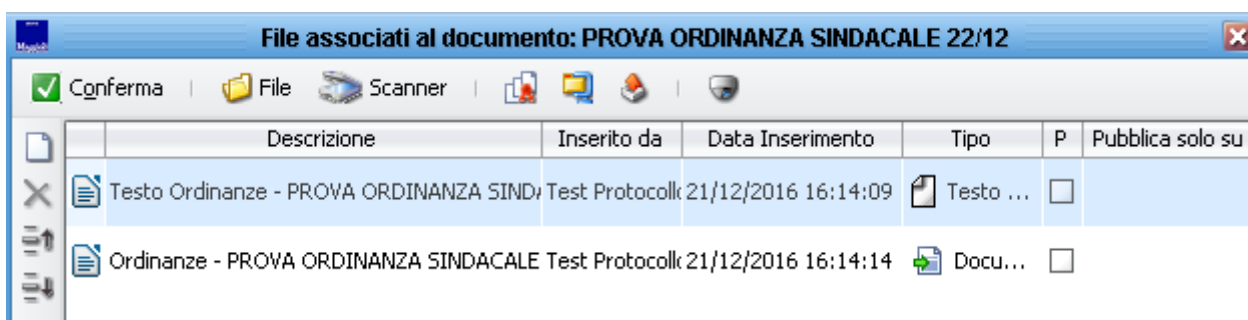 Maggioli
File associati al documento: PROVA ORDINANZA SINDACALE 22/12
Conferma File Scanner
Descrizione Inserito da Data Inserimento Tipo P Pubblica solo su
Testo Ordinanze - PROVA ORDINANZA SINDA Test Protocollo 21/12/2016 16:14:09 Testo ...
Ordinanze - PROVA ORDINANZA SINDACALE Test Protocollo 21/12/2016 16:14:14 Docu...